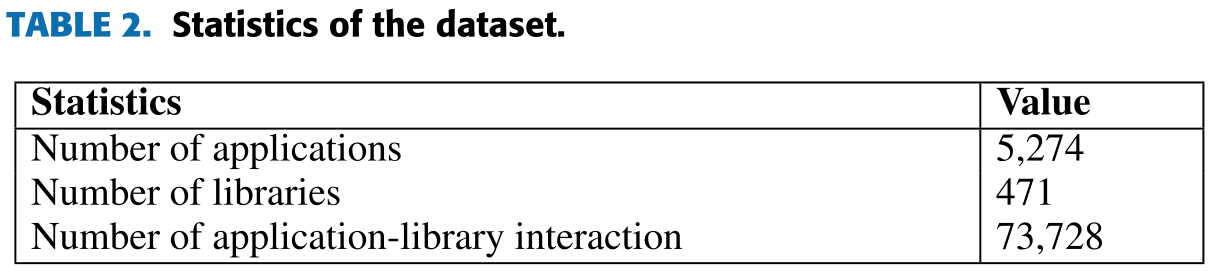 TABLE 2. Statistics of the dataset.
Statistics Value
Number of applications 5,274
Number of libraries 471
Number of application-library interaction 73,728